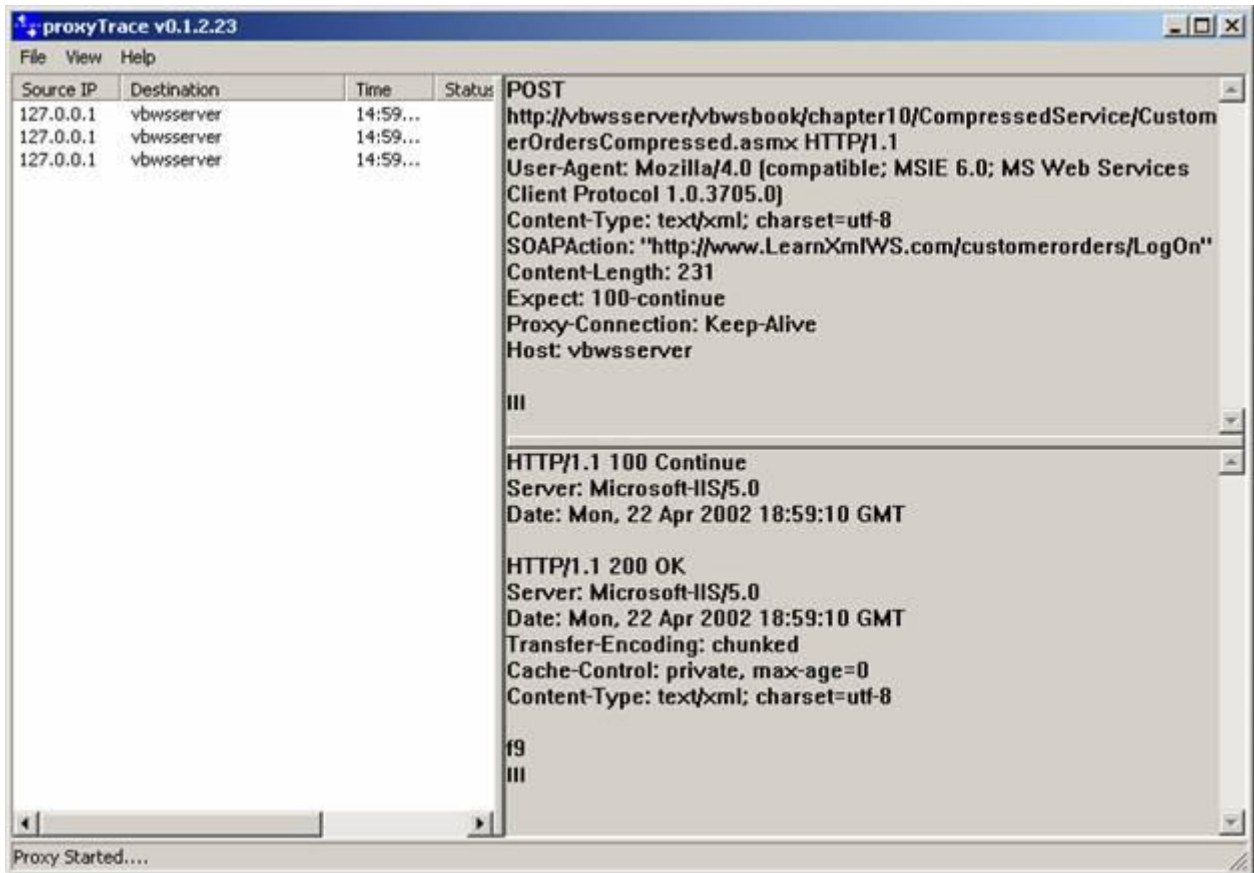 proxyTrace v0.1.2.23
File View Help
Source IP Destination Time Status
127.0.0.1 vbwsserver 14:59...
127.0.0.1 vbwsserver 14:59...
127.0.0.1 vbwsserver 14:59...
POST
http://vbwsserver/vbwsbook/chapter10/CompressedService/Custom
erOrdersCompressed.asmx HTTP/1.1
User-Agent: Mozilla/4.0 (compatible; MSIE 6.0; MS Web Services
Client Protocol 1.0.3705.0)
Content-Type: text/xml; charset=utf-8
SOAPAction: "http://www.LearnXmlWS.com/customerorders/LogOn"
Content-Length: 231
Expect: 100-continue
Proxy-Connection: Keep-Alive
Host: vbwsserver
III
HTTP/1.1 100 Continue
Server: Microsoft-IIS/5.0
Date: Mon, 22 Apr 2002 18:59:10 GMT
HTTP/1.1 200 OK
Server: Microsoft-IIS/5.0
Date: Mon, 22 Apr 2002 18:59:10 GMT
Transfer-Encoding: chunked
Cache-Control: private, max-age=0
Content-Type: text/xml; charset=utf-8
f9
III
Proxy Started....